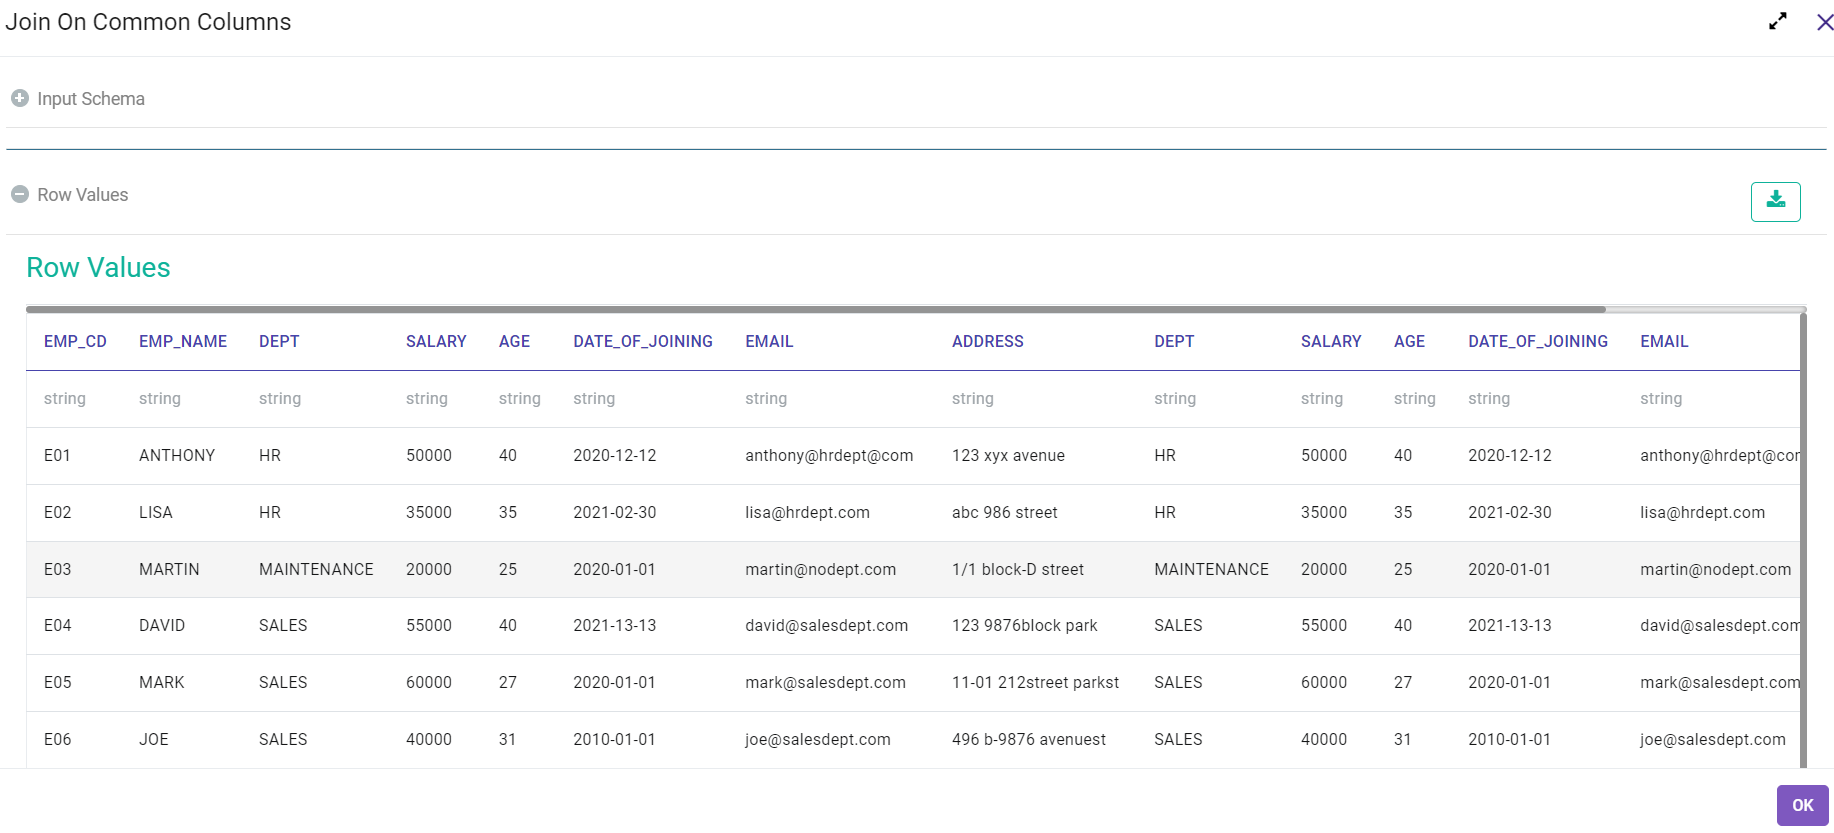 Join On Common Columns
Input Schema
Row Values
Row Values
EMP_CD EMP_NAME DEPT SALARY AGE DATE_OF_JOINING EMAIL ADDRESS DEPT SALARY AGE DATE_OF_JOINING EMAIL
string string string string string string string string string string string string string
E01 ANTHONY HR 50000 40 2020-12-12 anthony@hrdept@com 123 xyx avenue HR 50000 40 2020-12-12 anthony@hrdept@com
E02 LISA HR 35000 35 2021-02-30 lisa@hrdept.com abc 986 street HR 35000 35 2021-02-30 lisa@hrdept.com
E03 MARTIN MAINTENANCE 20000 25 2020-01-01 martin@nodept.com 1/1 block-D street MAINTENANCE 20000 25 2020-01-01 martin@nodept.com
E04 DAVID SALES 55000 40 2021-13-13 david@salesdept.com 123 9876block park SALES 55000 40 2021-13-13 david@salesdept.com
E05 MARK SALES 60000 27 2020-01-01 mark@salesdept.com 11-01 212street parkst SALES 60000 27 2020-01-01 mark@salesdept.com
E06 JOE SALES 40000 31 2010-01-01 joe@salesdept.com 496 b-9876 avenuest SALES 40000 31 2010-01-01 joe@salesdept.com
OK